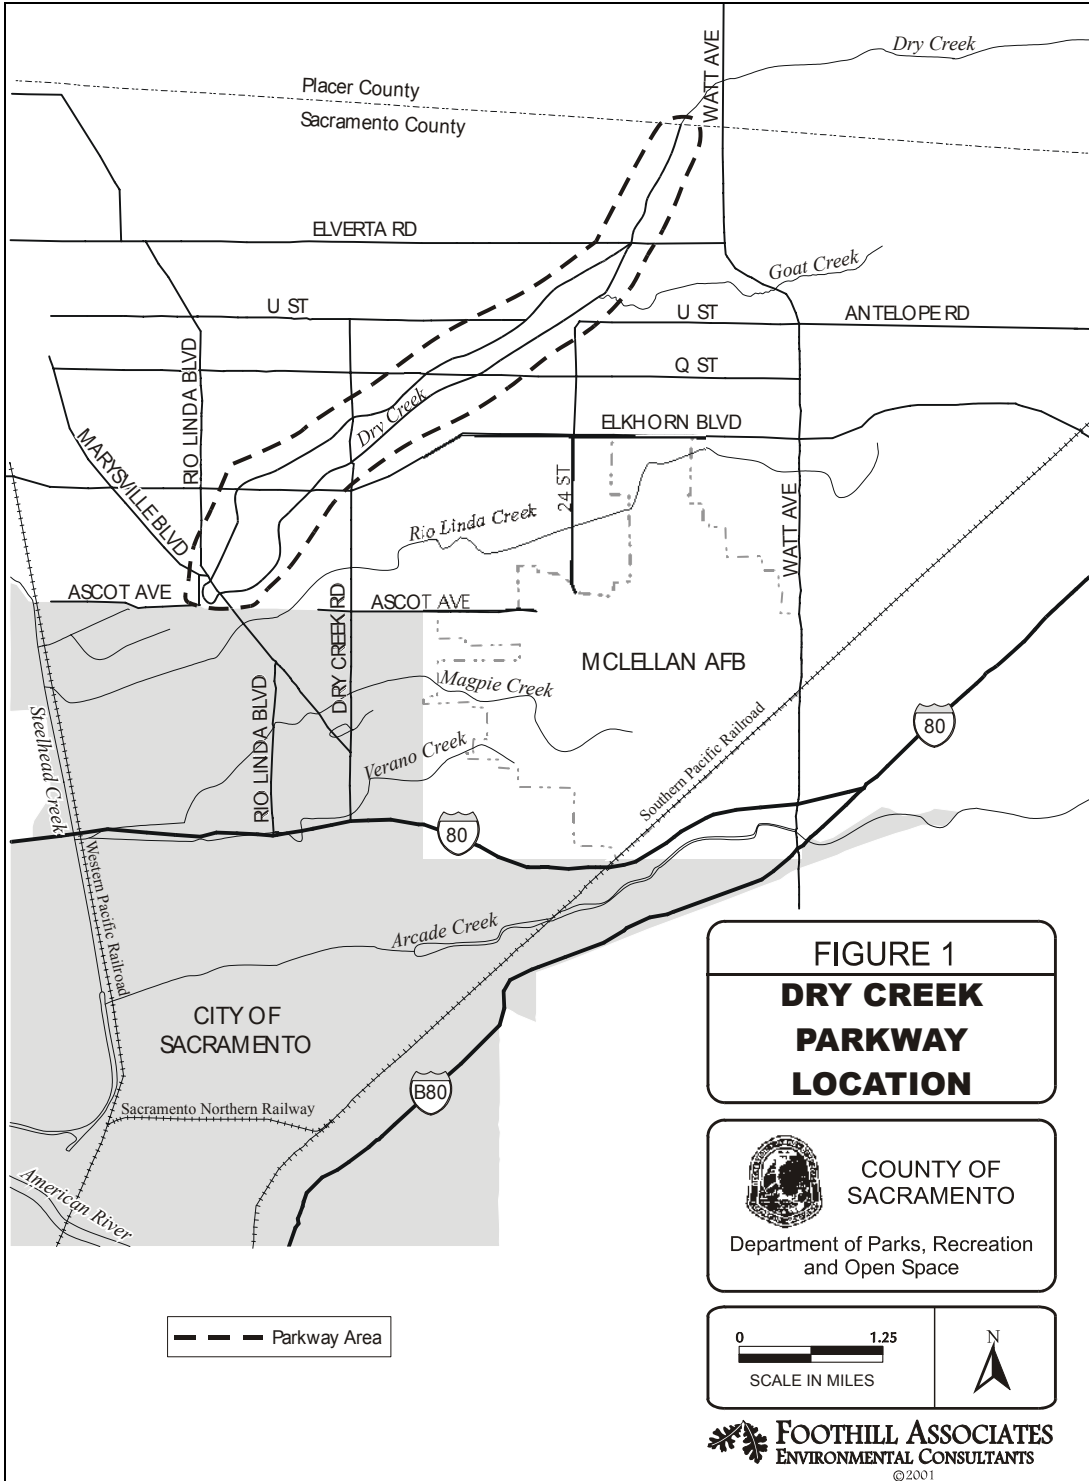 WATT AVE
Dry Creek
Placer County
Sacramento County
ELVERTA RD
Goat Creek
U ST
U ST
ANTELOPE RD
RIO LINDA BLVD
Q ST
Dry Creek
ELKHORN BLVD
MARYSVILLE BLVD
24 ST
Rio Linda Creek
WATT AVE
ASCOT AVE
ASCOT AVE
DRY CREEK RD
MCLELLAN AFB
Magpie Creek
RIO LINDA BLVD
Steelhead Creek
Verano Creek
Southern Pacific Railroad
80
80
Western Pacific Railroad
Arcade Creek
CITY OF
SACRAMENTO
B80
Sacramento Northern Railway
American River
Parkway Area
FIGURE 1
DRY CREEK
PARKWAY
LOCATION
COUNTY OF
SACRAMENTO
Department of Parks, Recreation
and Open Space
0 1.25
SCALE IN MILES
N
FOOTHILL ASSOCIATES
ENVIRONMENTAL CONSULTANTS
©2001